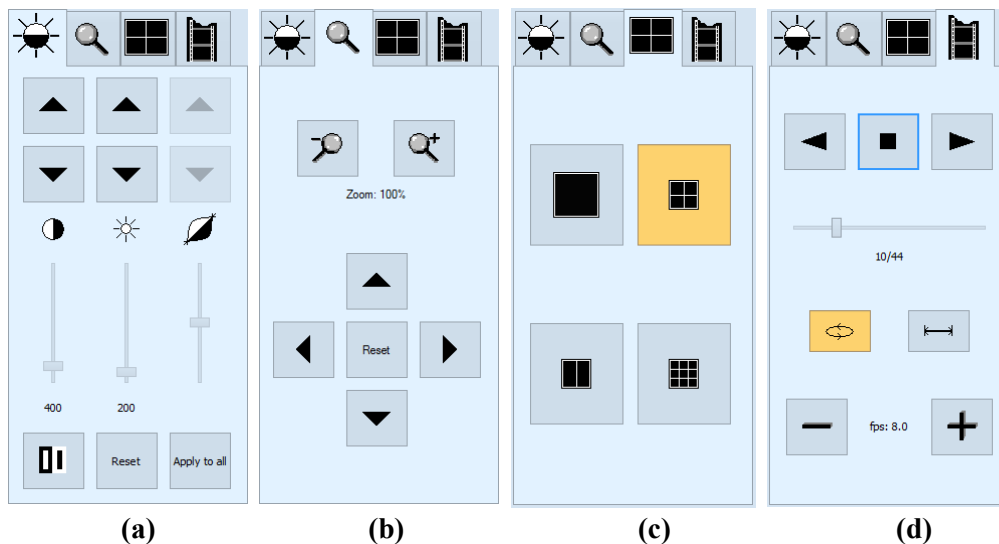 400
200
Reset
Apply to all
Zoom: 100%
Reset
10/44
fps: 8.0
(a)
(b)
(c)
(d)